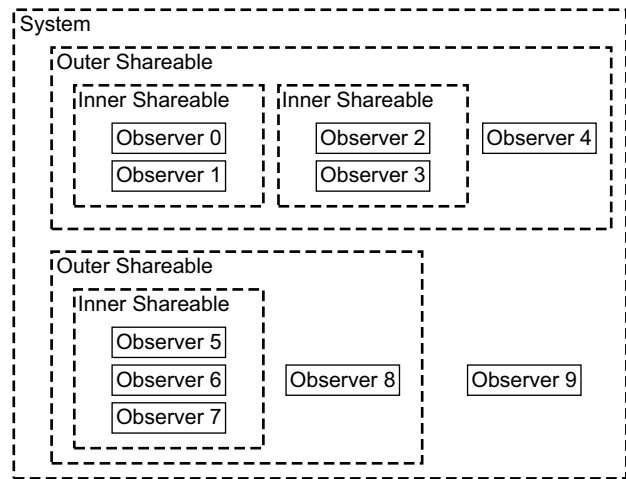 System
Outer Shareable
Inner Shareable
Observer 0
Observer 1
Inner Shareable
Observer 2
Observer 3
Observer 4
Outer Shareable
Inner Shareable
Observer 5
Observer 6
Observer 7
Observer 8
Observer 9